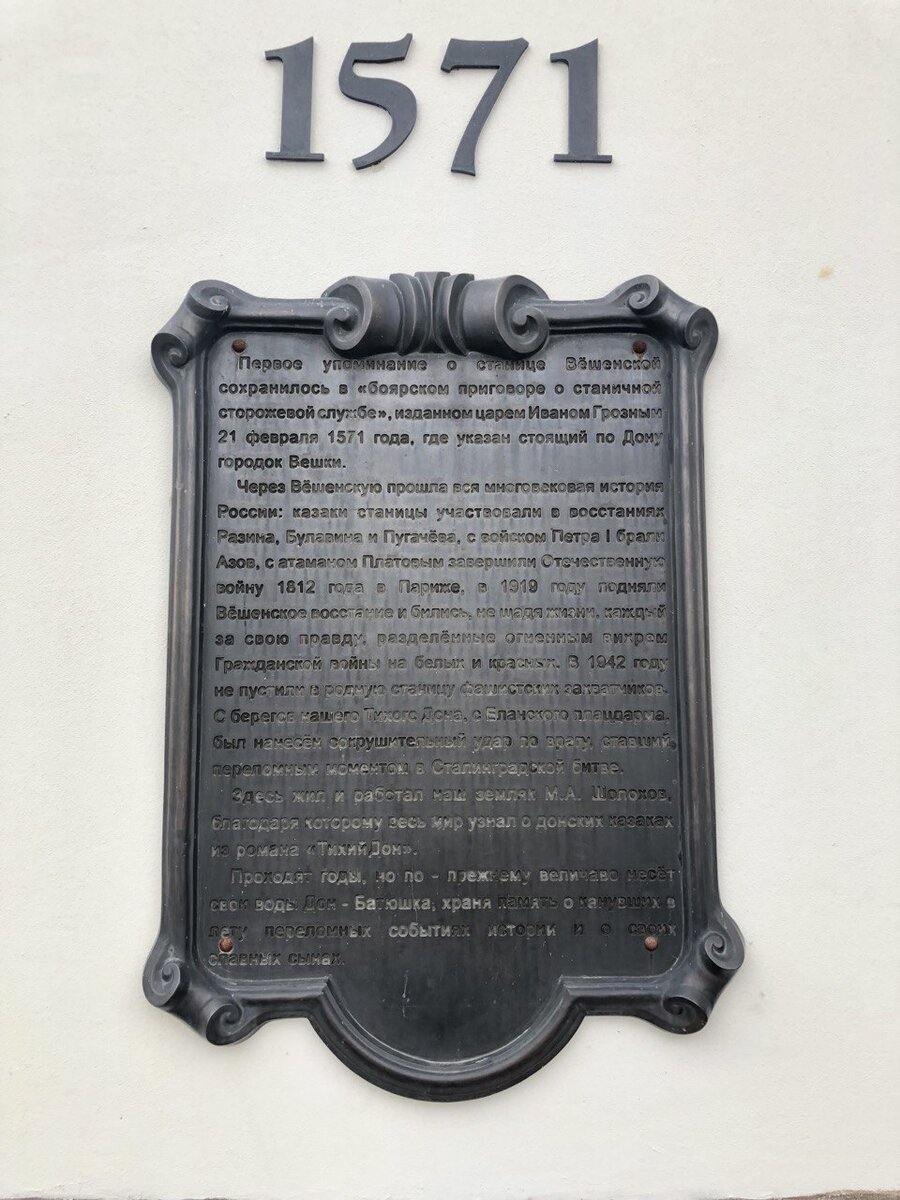 1571
Первое упоминание о станице Вёшенской
сохранилось в «боярском приговоре о станичной
сторожевой службе», изданном царем Иваном Грозным
21 февраля 1571 года, где указан стоящий по Дону
городок Вешки.
Через Вёшенскую прошла вся многовековая история
России: казаки станицы участвовали в восстаниях
Разина, Булавина и Пугачёва, с войском Петра I брали
Азов, с атаманом Платовым завершили Отечественную
войну 1812 года в Париже, в 1919 году подняли
Вёшенское восстание и бились, не щадя жизни, каждый
за свою правду, разделённые огненным вихрем
Гражданской войны на белых и красных. В 1942 году
не пустили в родную станицу фашистских захватчиков.
С берегов нашего Тихого Дона, с Еланского плацдарма,
был нанесён сокрушительный удар по врагу, ставший
переломным моментом в Сталинградской битве.
Здесь жил и работал наш земляк М.А. Шолохов,
благодаря которому весь мир узнал о донских казаках
из романа «Тихий Дон».
Проходят годы, но по - прежнему величаво несёт
свои воды Дон - Батюшка, храня память о канувших в
лету переломных событиях истории и о своих
славных сынах.